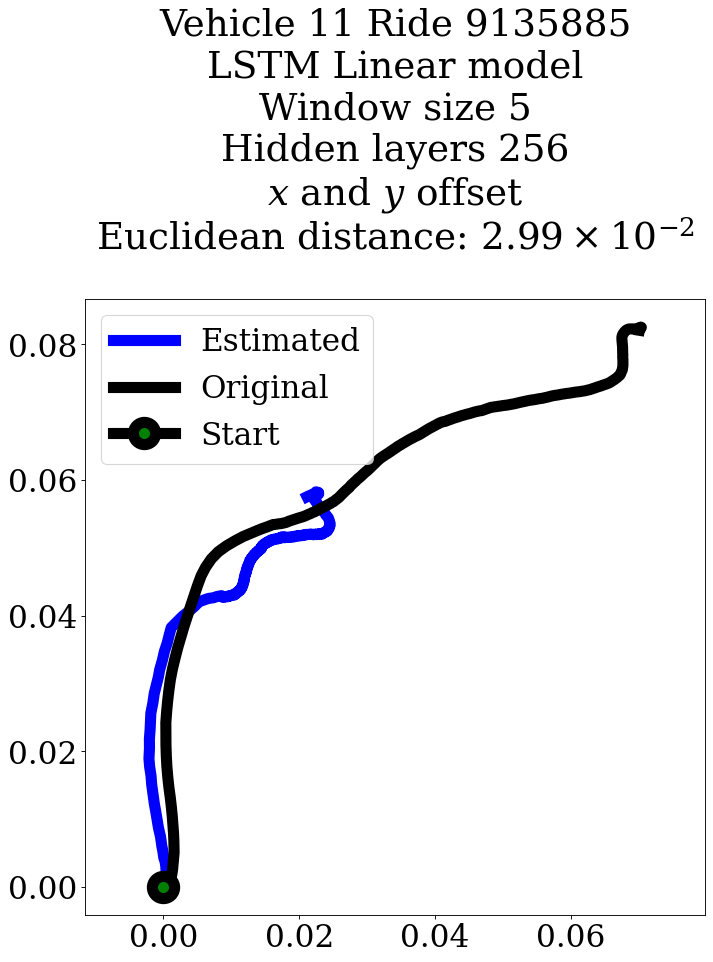 Vehicle 11 Ride 9135885
LSTM Linear model
Window size 5
Hidden layers 256
x and y offset
Euclidean distance: 2.99 × 10⁻²
Estimated
Original
Start
0.08
0.06
0.04
0.02
0.00
0.00 0.02 0.04 0.06